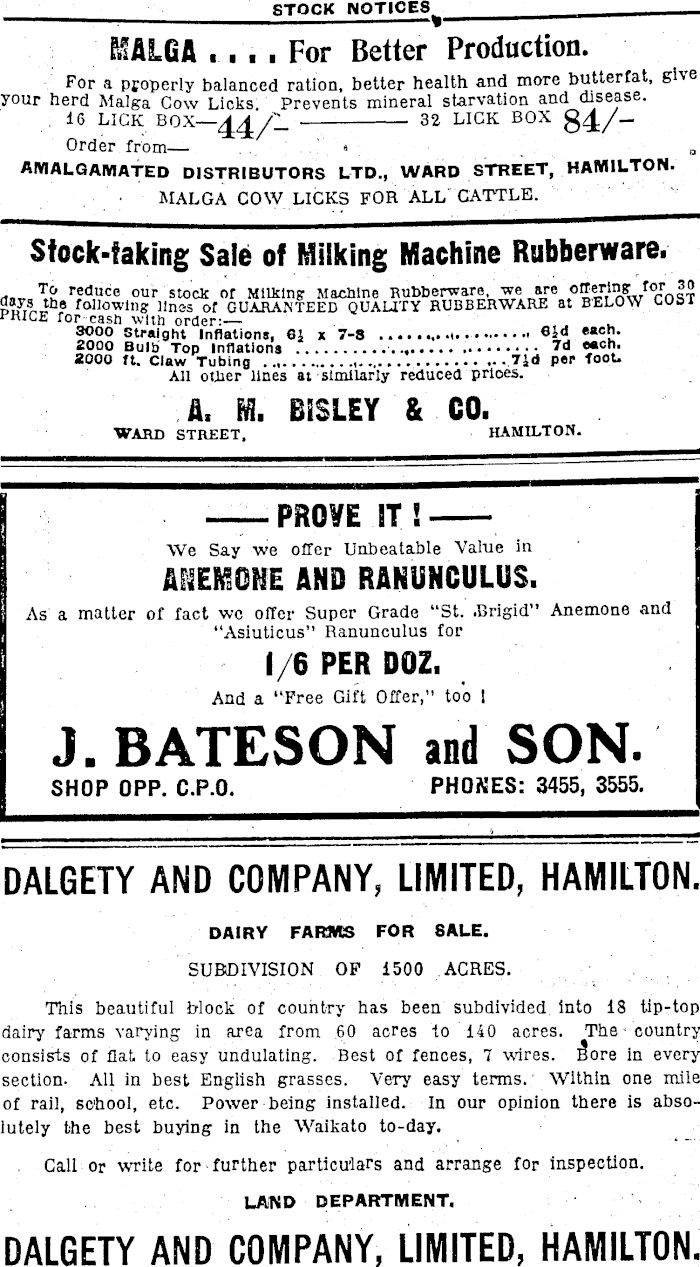 STOCK NOTICES
MALGA . . . . For Better Production.
For a properly balanced ration, better health and more butterfat, give
your herd Malga Cow Licks. Prevents mineral starvation and disease.
16 LICK BOX—44/- ——— 32 LICK BOX 84/-
Order from—
AMALGAMATED DISTRIBUTORS LTD., WARD STREET, HAMILTON.
MALGA COW LICKS FOR ALL CATTLE.
Stock-taking Sale of Milking Machine Rubberware.
To reduce our stock of Milking Machine Rubberware, we are offering for 30
days the following lines of GUARANTEED QUALITY RUBBERWARE at BELOW COST
PRICE for cash with order:—
3000 Straight Inflations, 6½ x 7-8 .................... 6½d each.
2000 Bulb Top Inflations ................................ 7d each.
2000 ft. Claw Tubing ................................ 7½d per foot.
All other lines at similarly reduced prices.
A. M. BISLEY & CO.
WARD STREET, HAMILTON.
—— PROVE IT ! ——
We Say we offer Unbeatable Value in
ANEMONE AND RANUNCULUS.
As a matter of fact we offer Super Grade "St. Brigid" Anemone and
"Asiuticus" Ranunculus for
1/6 PER DOZ.
And a "Free Gift Offer," too !
J. BATESON and SON.
SHOP OPP. C.P.O. PHONES: 3455, 3555.
DALGETY AND COMPANY, LIMITED, HAMILTON.
DAIRY FARMS FOR SALE.
SUBDIVISION OF 1500 ACRES.
This beautiful block of country has been subdivided into 18 tip-top
dairy farms varying in area from 60 acres to 140 acres. The country
consists of flat to easy undulating. Best of fences, 7 wires. Bore in every
section. All in best English grasses. Very easy terms. Within one mile
of rail, school, etc. Power being installed. In our opinion there is abso-
lutely the best buying in the Waikato to-day.
Call or write for further particulars and arrange for inspection.
LAND DEPARTMENT.
DALGETY AND COMPANY, LIMITED, HAMILTON.